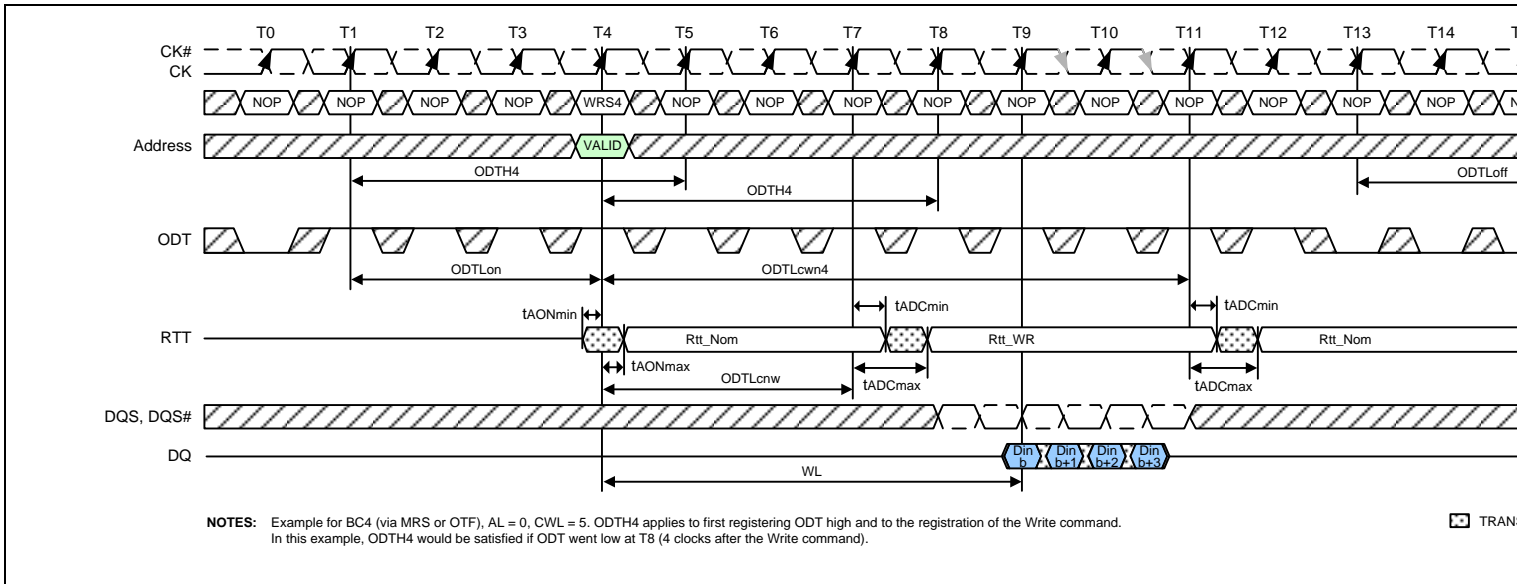 T0 T1 T2 T3 T4 T5 T6 T7 T8 T9 T10 T11 T12 T13 T14 T
CK#
CK
NOP NOP NOP NOP WRS4 NOP NOP NOP NOP NOP NOP NOP NOP NOP NOP N
Address VALID
ODTH4 ODTLoff
ODTH4
ODT
ODTLon ODTLcwn4
tAONmin tADCmin tADCmin
RTT Rtt_Nom Rtt_WR Rtt_Nom
tAONmax
ODTLcnw tADCmax tADCmax
DQS, DQS#
DQ Din b Din b+1 Din b+2 Din b+3
WL
NOTES: Example for BC4 (via MRS or OTF), AL = 0, CWL = 5. ODTH4 applies to first registering ODT high and to the registration of the Write command.
In this example, ODTH4 would be satisfied if ODT went low at T8 (4 clocks after the Write command).
TRANS